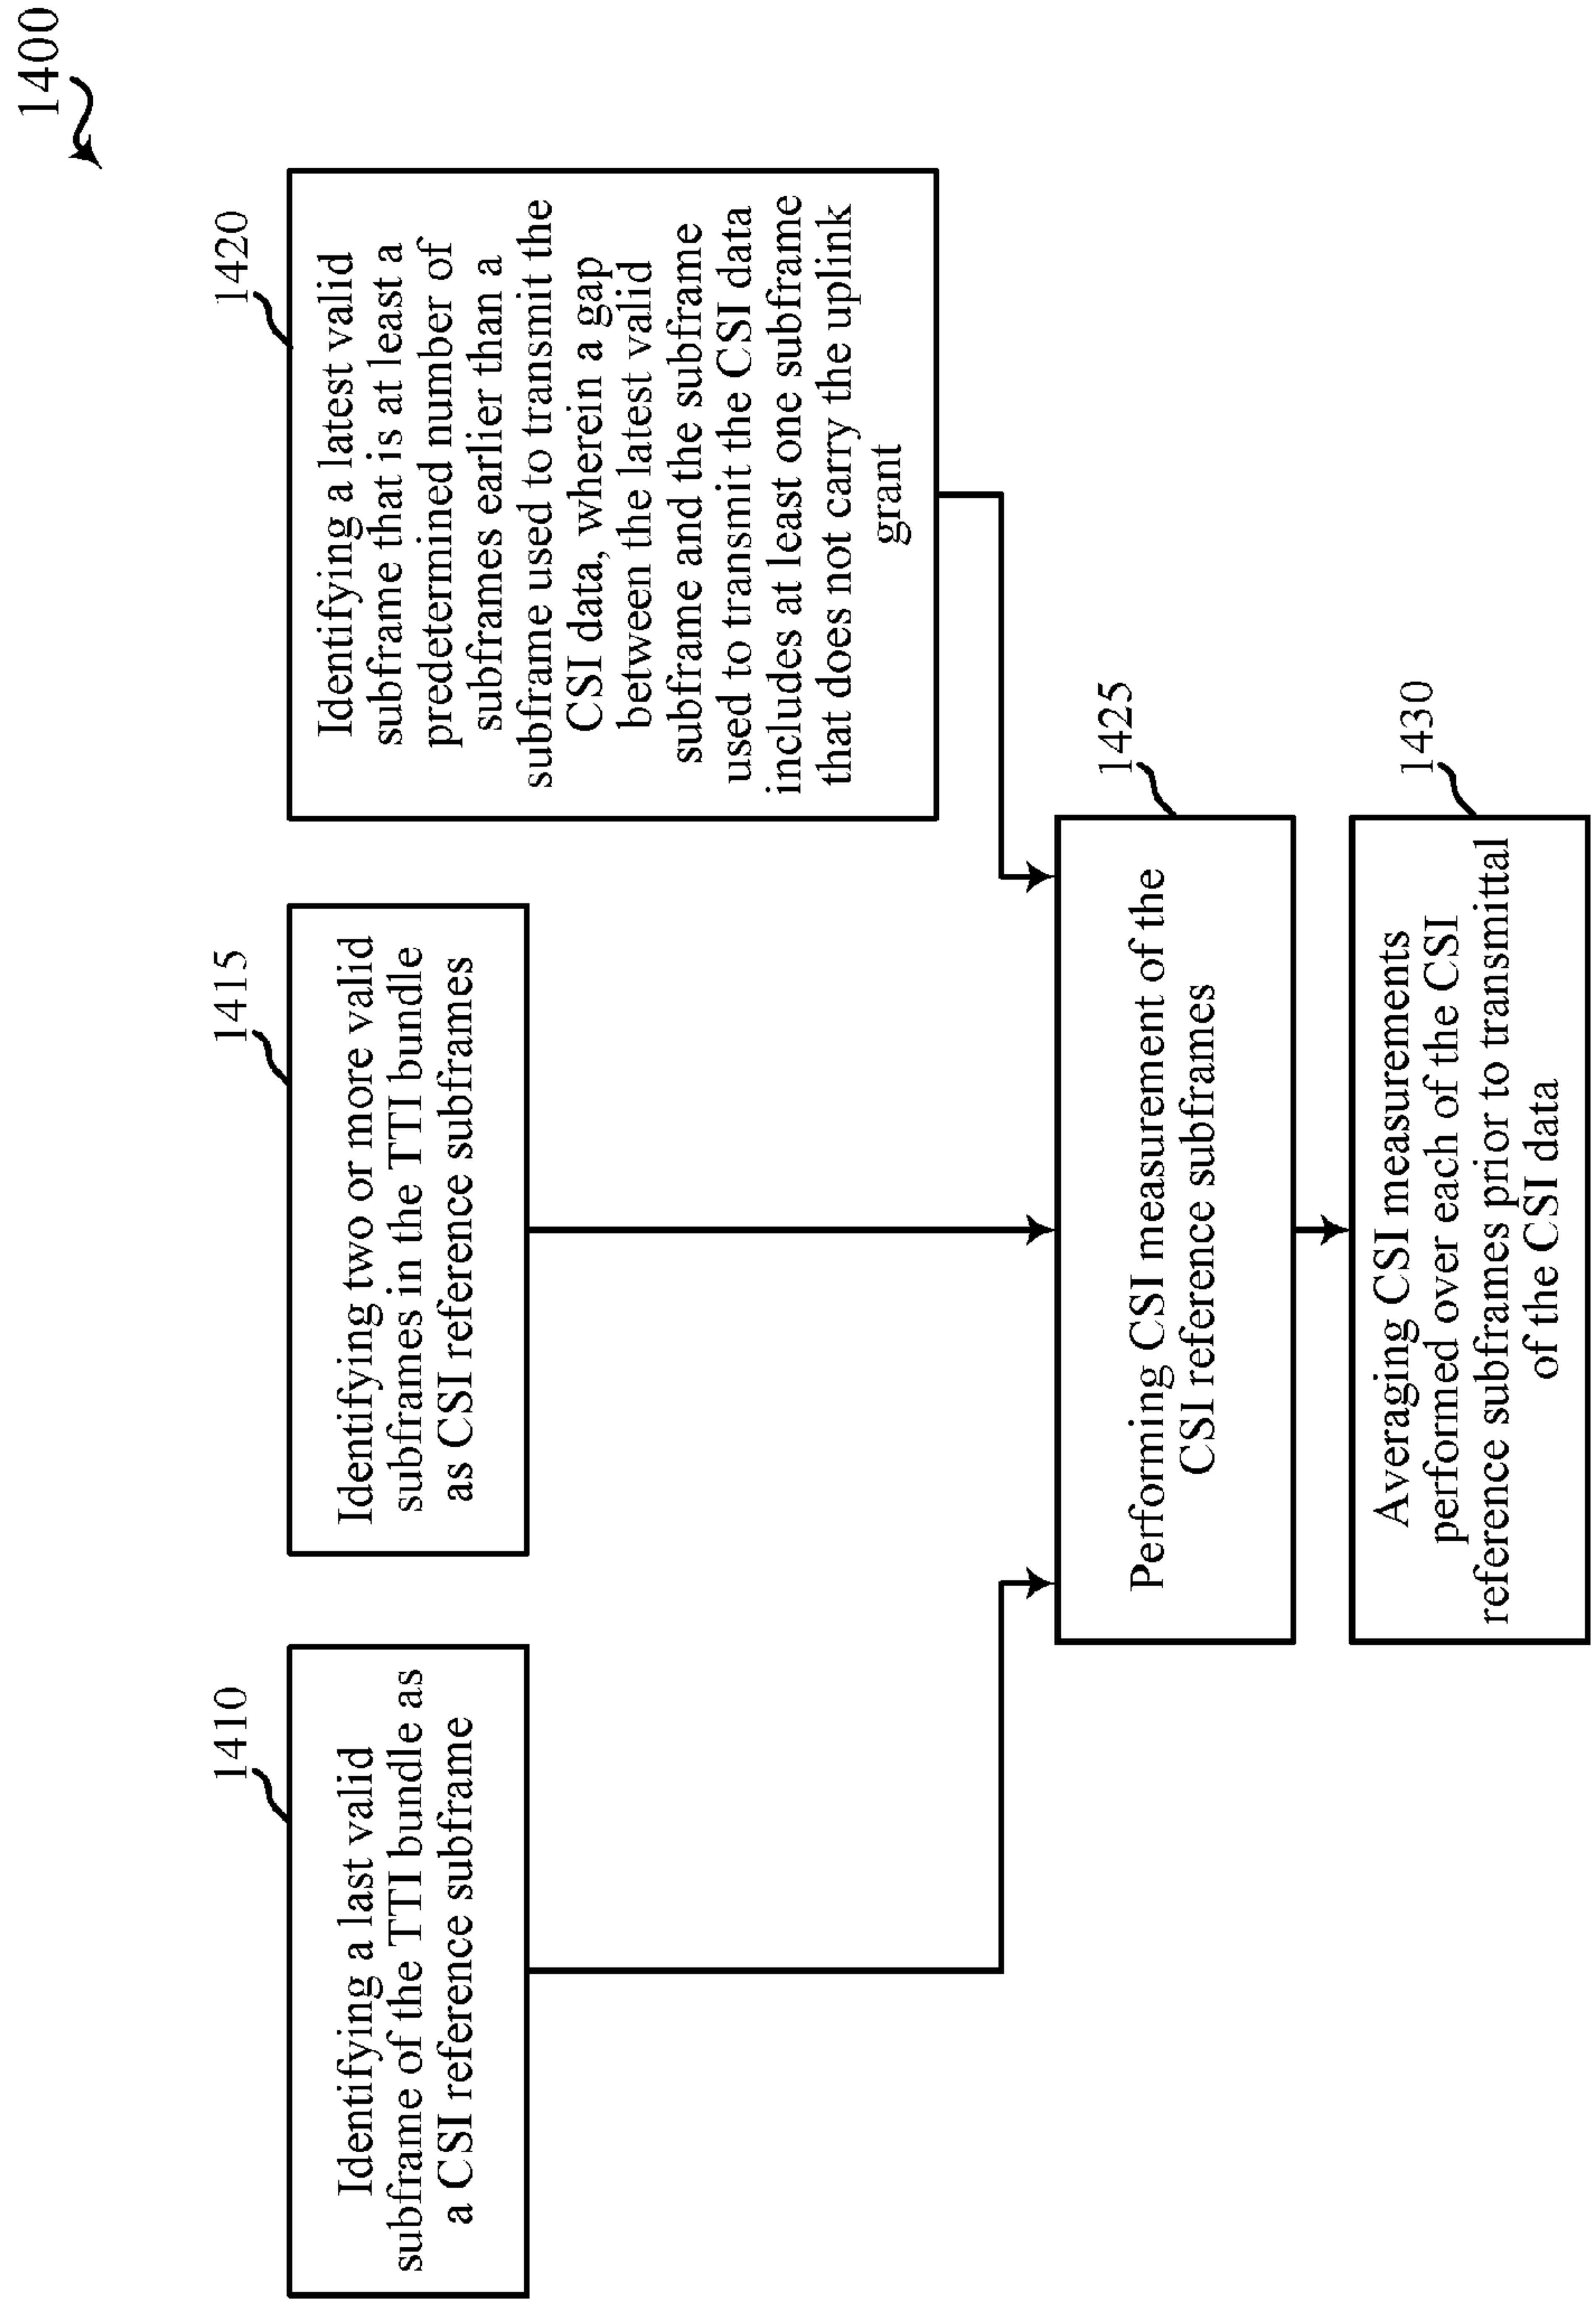 1400
1410
Identifying a last valid
subframe of the TTI bundle as
a CSI reference subframe
1415
Identifying two or more valid
subframes in the TTI bundle
as CSI reference subframes
1420
Identifying a latest valid
subframe that is at least a
predetermined number of
subframes earlier than a
subframe used to transmit the
CSI data, wherein a gap
between the latest valid
subframe and the subframe
used to transmit the CSI data
includes at least one subframe
that does not carry the uplink
grant
1425
Performing CSI measurement of the
CSI reference subframes
1430
Averaging CSI measurements
performed over each of the CSI
reference subframes prior to transmittal
of the CSI data